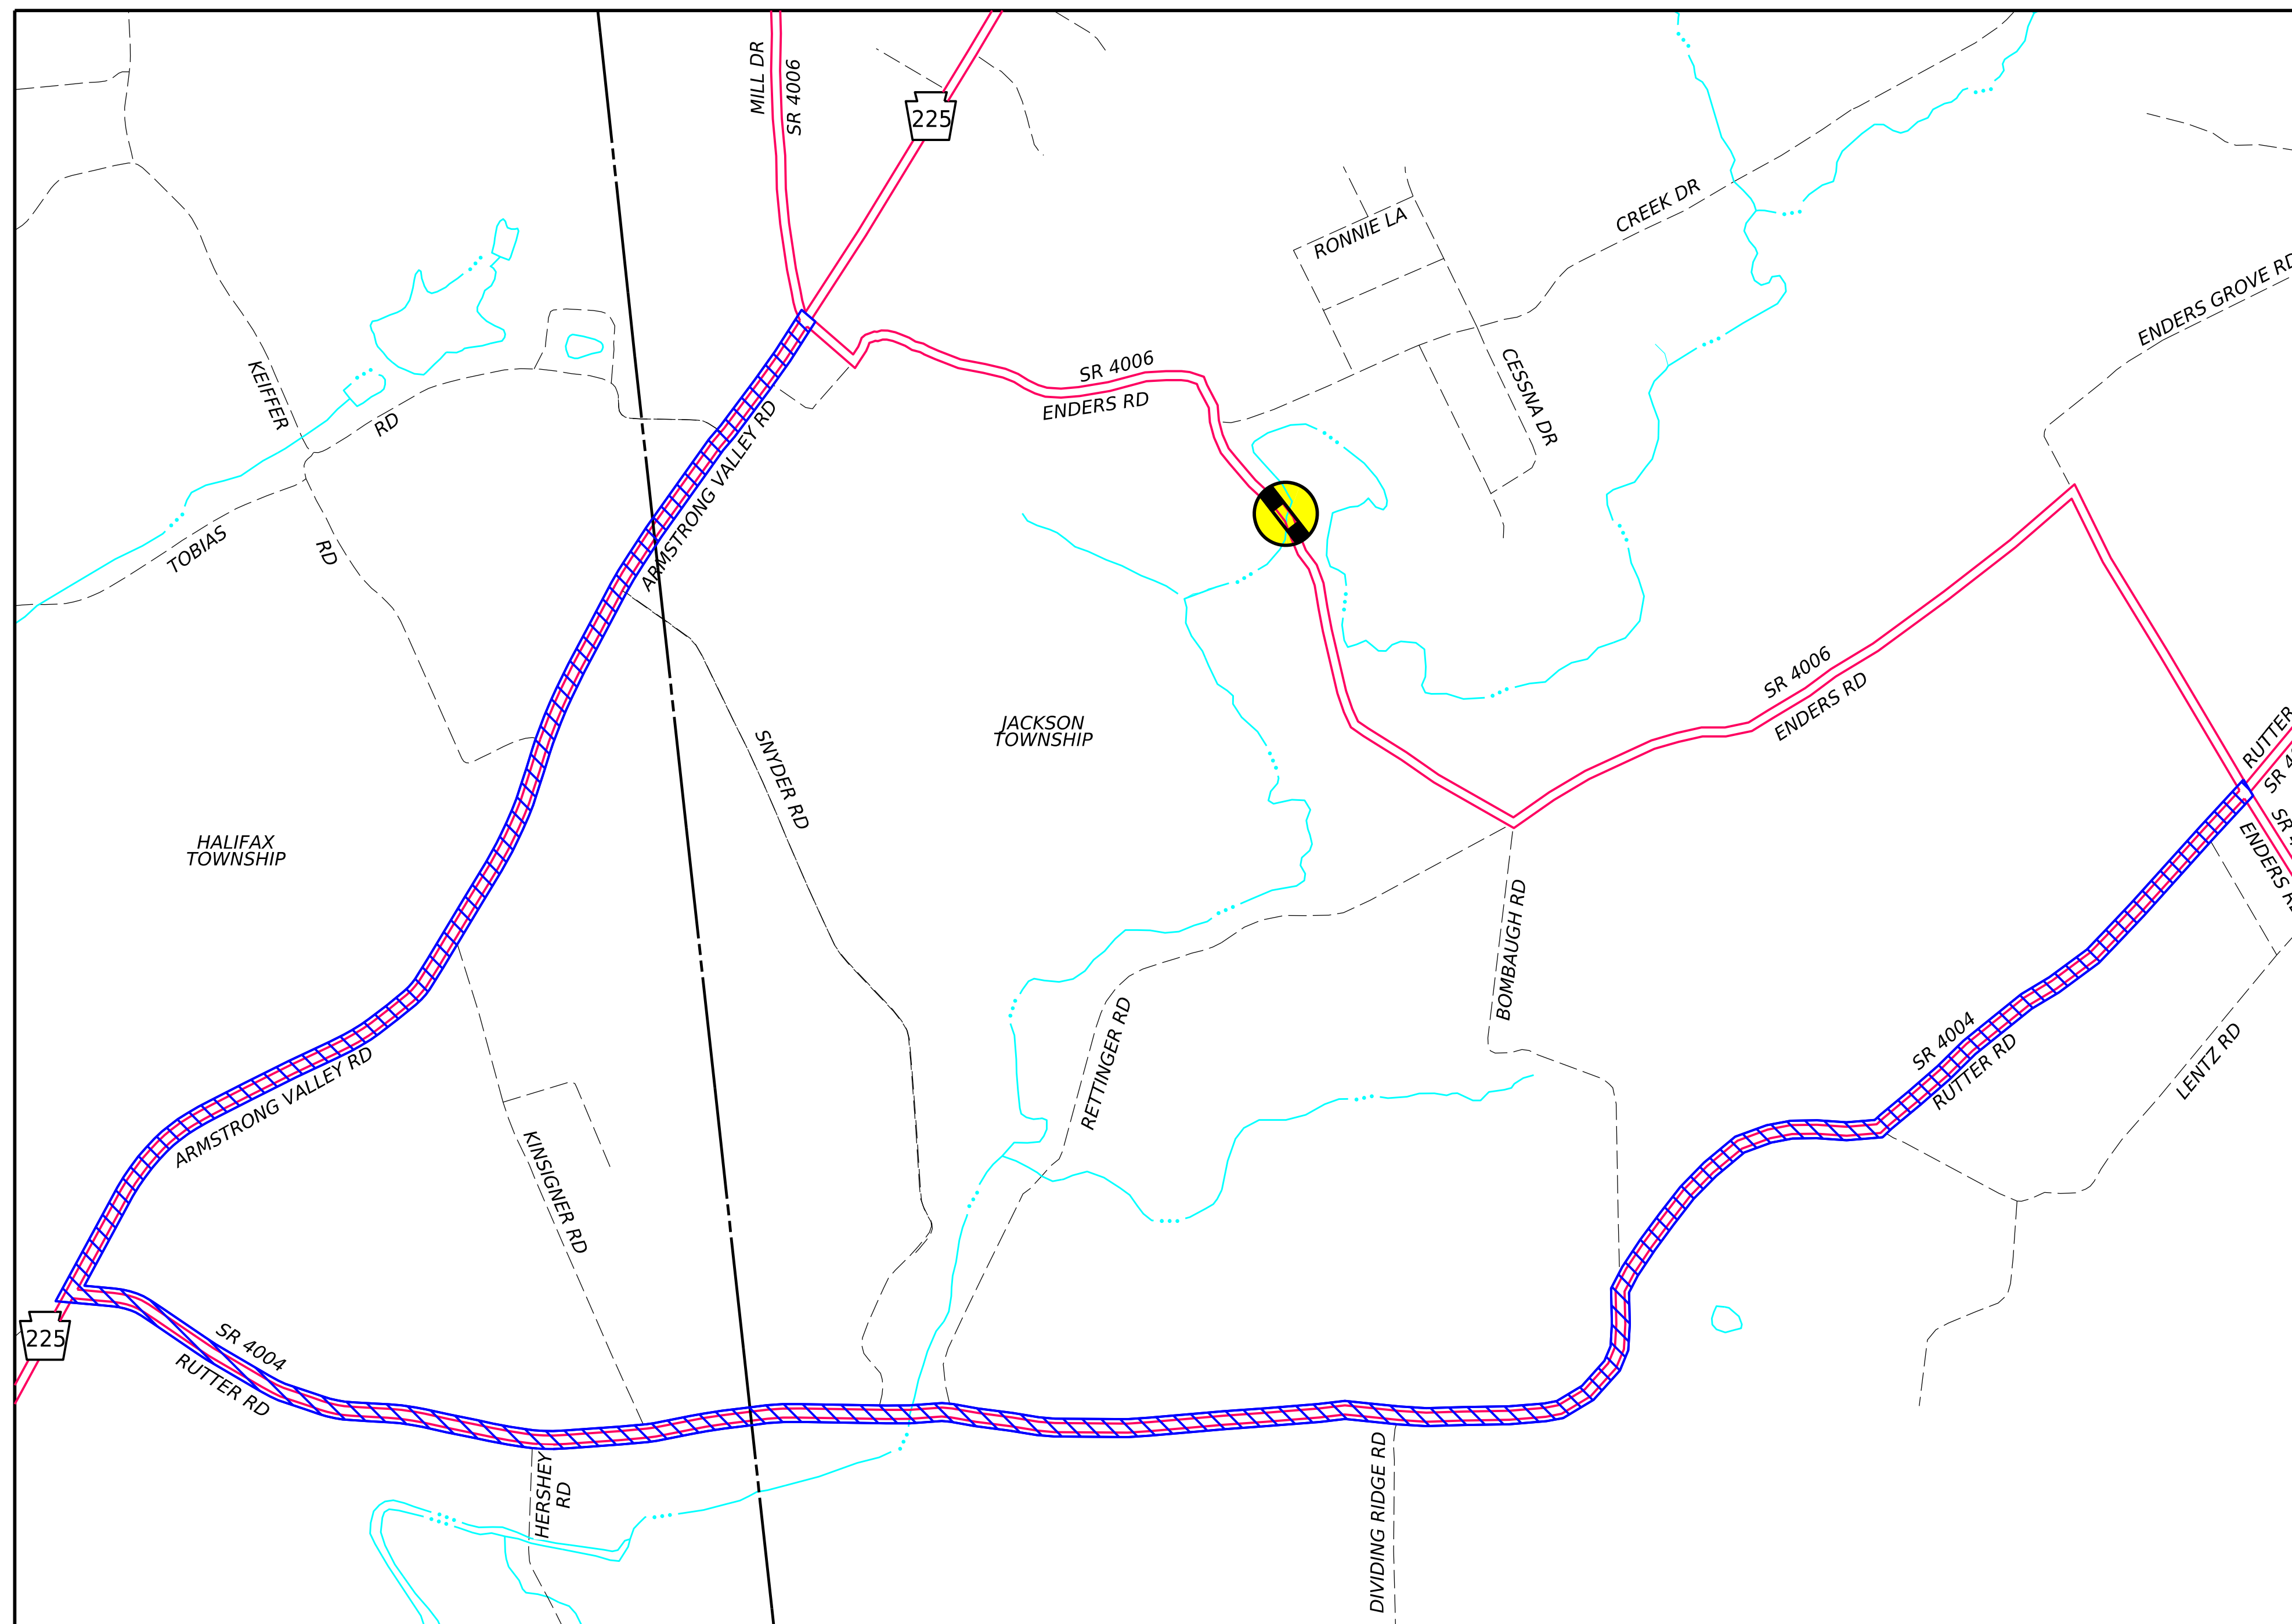 MILL DR
SR 4006
225
RONNIE LA
CREEK DR
ENDERS GROVE RD
KEIFFER
RD
SR 4006
ENDERS RD
CESSNA DR
ARMSTRONG VALLEY RD
TOBIAS
RD
SR 4006
ENDERS RD
JACKSON
TOWNSHIP
SNYDER RD
RUTTER
HALIFAX
TOWNSHIP
BOMBAUGH RD
RETTINGER RD
SR 4004
RUTTER RD
LENTZ RD
ARMSTRONG VALLEY RD
KINSIGNER RD
225
SR 4004
RUTTER RD
HERSHEY
RD
DIVIDING RIDGE RD